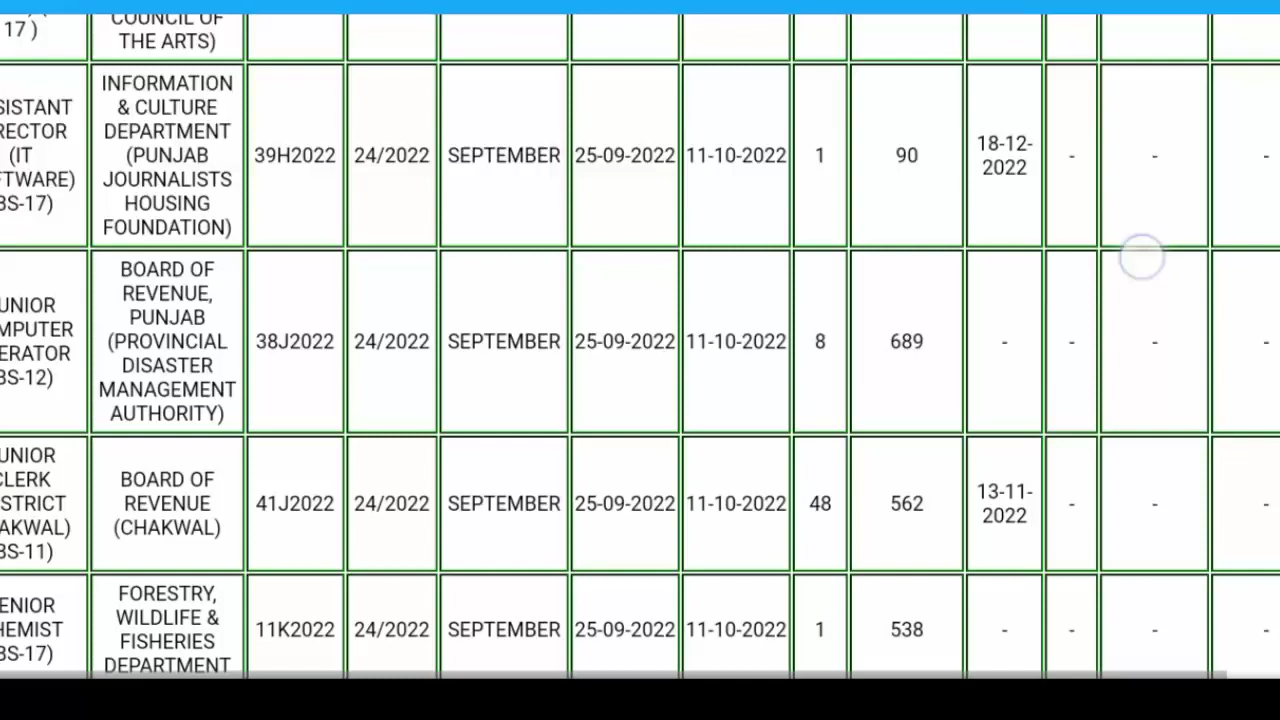 17 )
COUNCIL OF
THE ARTS)
SISTANT
RECTOR
(IT
FTWARE)
BS-17)
INFORMATION
& CULTURE
DEPARTMENT
(PUNJAB
JOURNALISTS
HOUSING
FOUNDATION)
39H2022
24/2022
SEPTEMBER
25-09-2022
11-10-2022
1
90
18-12-
2022
-
-
-
UNIOR
MPUTER
ERATOR
BS-12)
BOARD OF
REVENUE,
PUNJAB
(PROVINCIAL
DISASTER
MANAGEMENT
AUTHORITY)
38J2022
24/2022
SEPTEMBER
25-09-2022
11-10-2022
8
689
-
-
-
-
UNIOR
CLERK
ISTRICT
AKWAL)
BS-11)
BOARD OF
REVENUE
(CHAKWAL)
41J2022
24/2022
SEPTEMBER
25-09-2022
11-10-2022
48
562
13-11-
2022
-
-
-
ENIOR
HEMIST
BS-17)
FORESTRY,
WILDLIFE &
FISHERIES
DEPARTMENT
11K2022
24/2022
SEPTEMBER
25-09-2022
11-10-2022
1
538
-
-
-
-